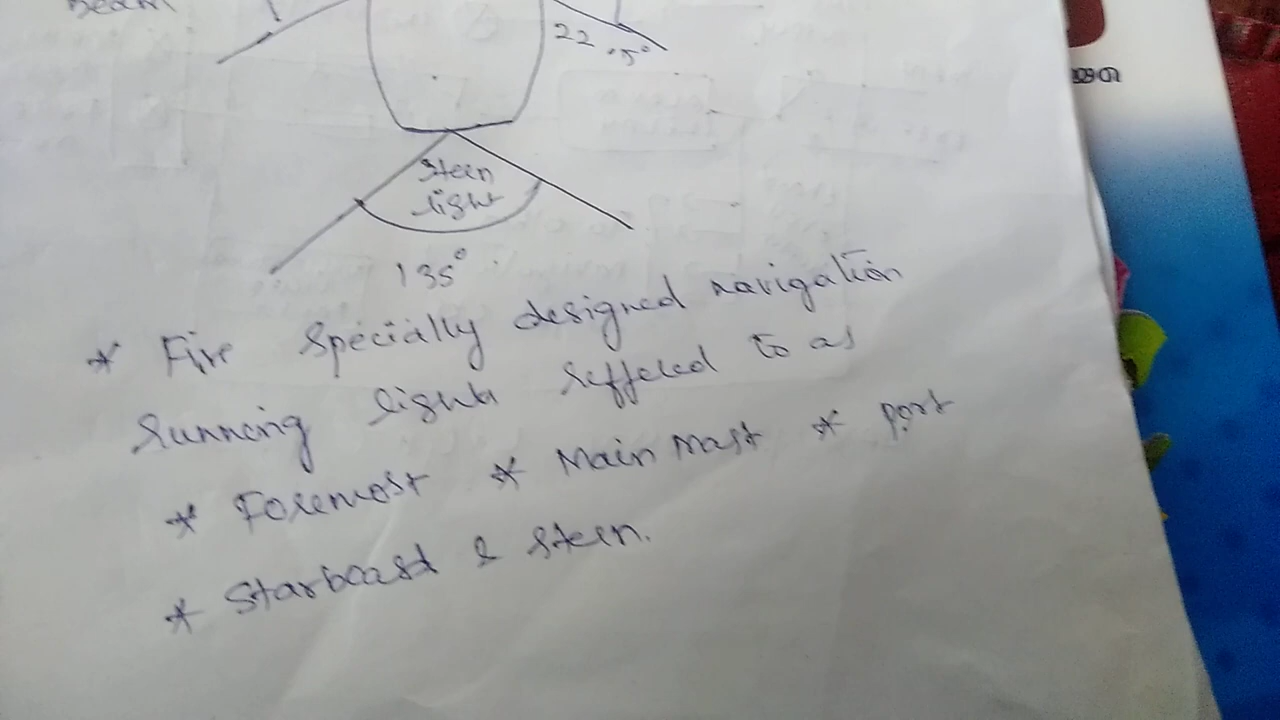 Beam
22.5°
Stern
light
135°
* Five specially designed navigation
running lights reffered to as
* Foremost * Main Mast * port
* Starboard & Stern.